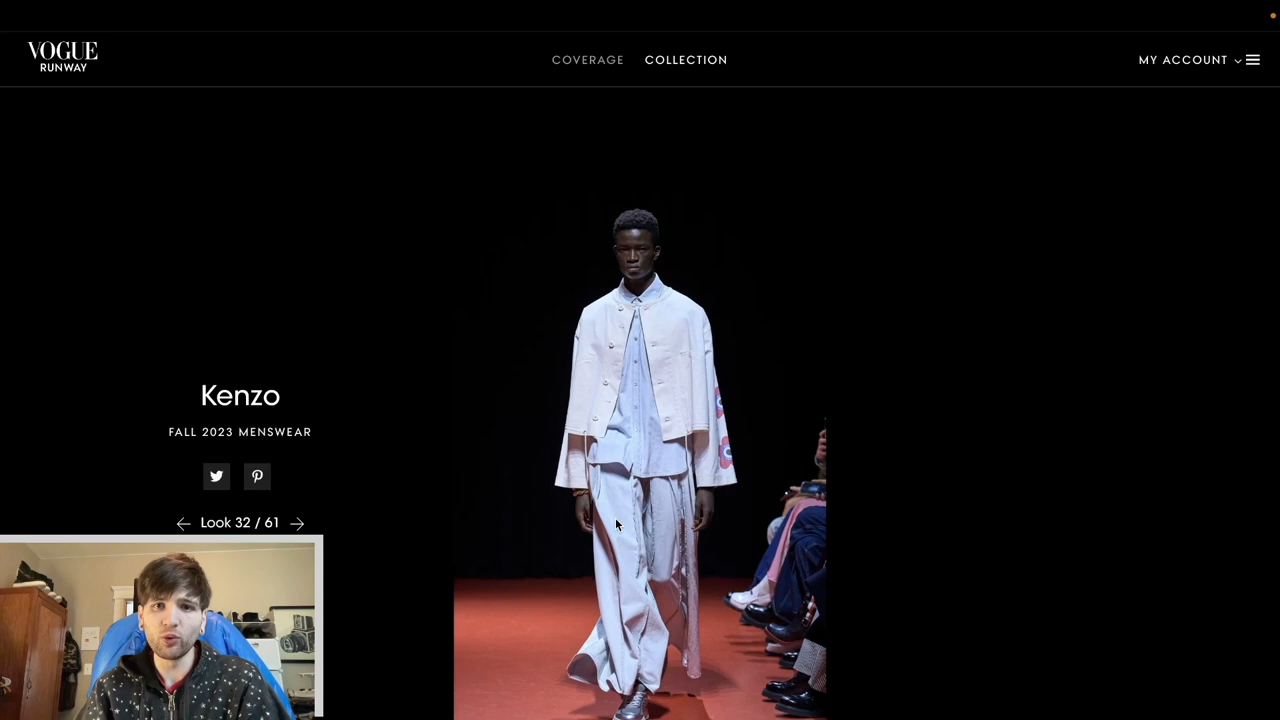 VOGUE
RUNWAY
COVERAGE COLLECTION
MY ACCOUNT
Kenzo
FALL 2023 MENSWEAR
Look 32 / 61